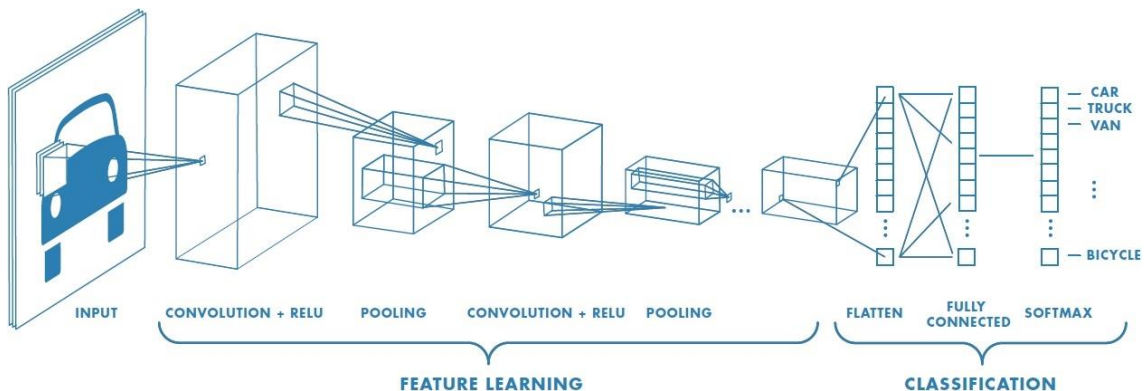 CAR
TRUCK
VAN
BICYCLE
INPUT
CONVOLUTION + RELU
POOLING
CONVOLUTION + RELU
POOLING
FLATTEN
FULLY
CONNECTED
SOFTMAX
FEATURE LEARNING
CLASSIFICATION